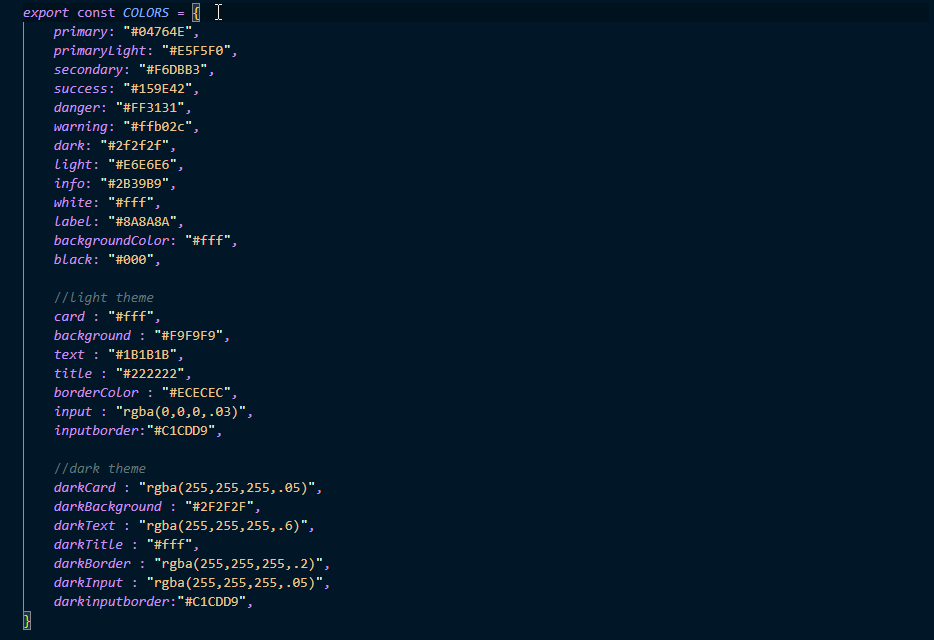 export const COLORS = {
primary: "#04764E",
primaryLight: "#E5F5F0",
secondary: "#F6DBB3",
success: "#159E42",
danger: "#FF3131",
warning: "#ffb02c",
dark: "#2f2f2f",
light: "#E6E6E6",
info: "#2B39B9",
white: "#fff",
label: "#8A8A8A",
backgroundColor: "#fff",
black: "#000",
//light theme
card : "#fff",
background : "#F9F9F9",
text : "#1B1B1B",
title : "#222222",
borderColor : "#ECECEC",
input : "rgba(0,0,0,.03)",
inputborder:"#C1CDD9",
//dark theme
darkCard : "rgba(255,255,255,.05)",
darkBackground : "#2F2F2F",
darkText : "rgba(255,255,255,.6)",
darkTitle : "#fff",
darkBorder : "rgba(255,255,255,.2)",
darkInput : "rgba(255,255,255,.05)",
darkinputborder:"#C1CDD9",
}